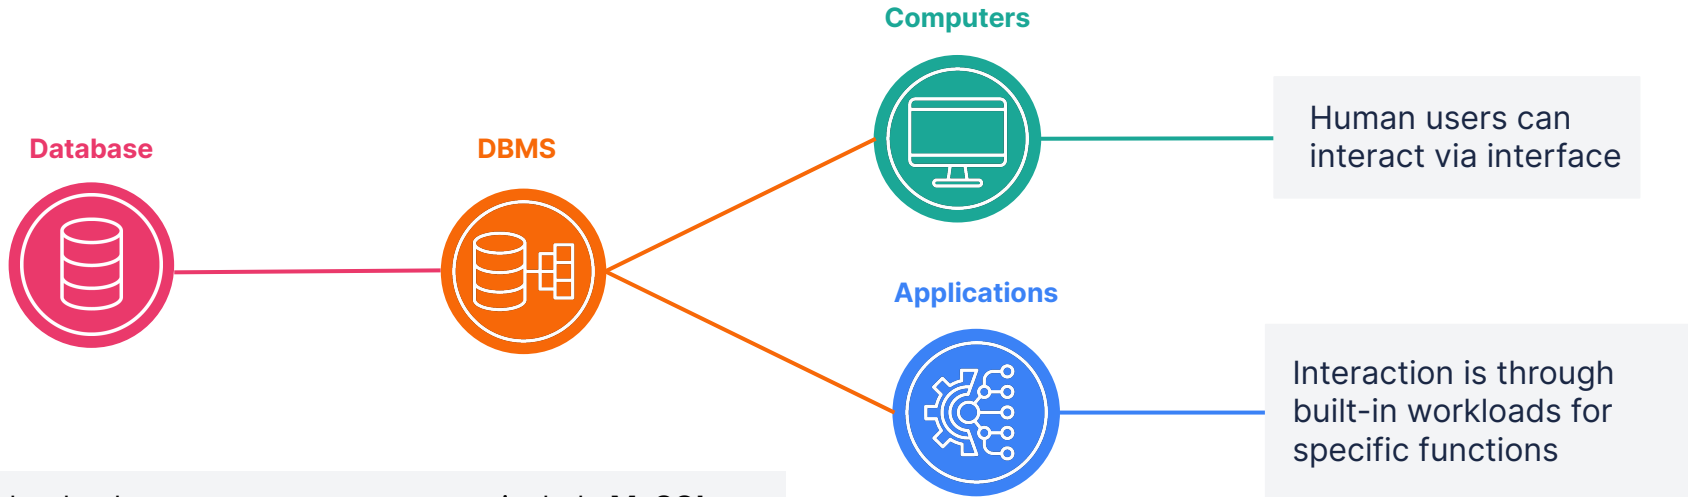 Computers
Human users can
interact via interface
Database
DBMS
Applications
Interaction is through
built-in workloads for
specific functions